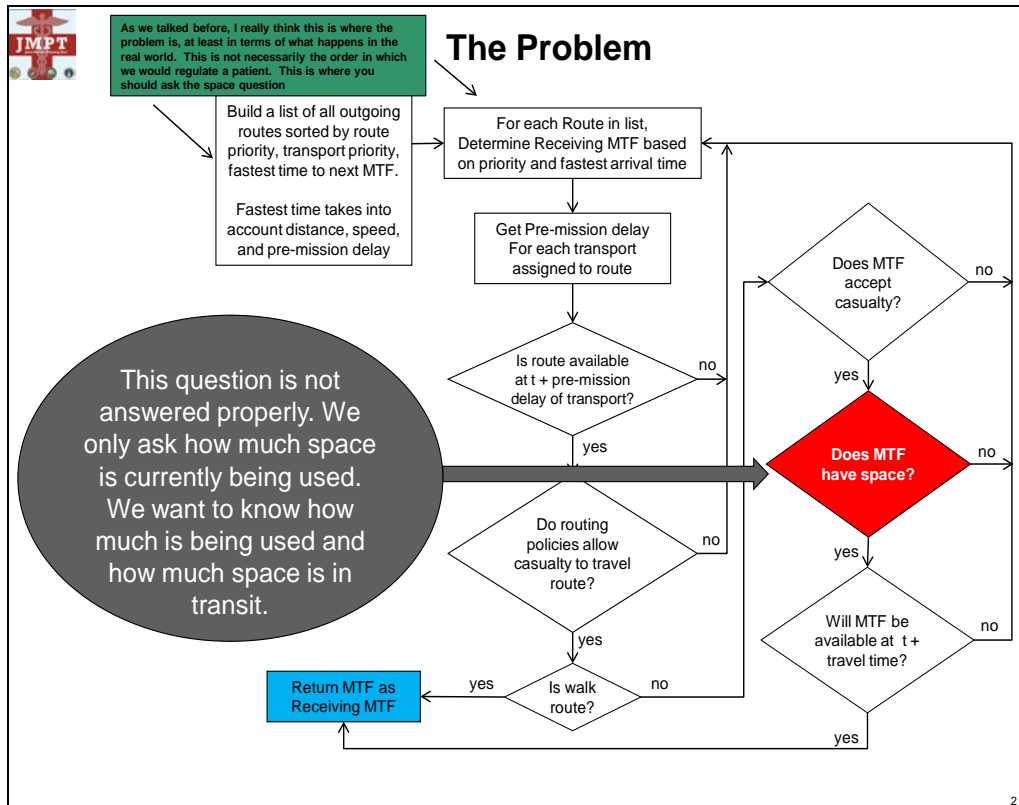 JMPT
As we talked before, I really think this is where the
problem is, at least in terms of what happens in the
real world.  This is not necessarily the order in which
we would regulate a patient.  This is where you
should ask the space question
The Problem
Build a list of all outgoing
routes sorted by route
priority, transport priority,
fastest time to next MTF.
Fastest time takes into
account distance, speed,
and pre-mission delay
For each Route in list,
Determine Receiving MTF based
on priority and fastest arrival time
Get Pre-mission delay
For each transport
assigned to route
Does MTF
accept
casualty?
no
yes
Is route available
at t + pre-mission
delay of transport?
no
yes
This question is not
answered properly. We
only ask how much space
is currently being used.
We want to know how
much is being used and
how much space is in
transit.
Does MTF
have space?
no
yes
Do routing
policies allow
casualty to travel
route?
no
yes
Will MTF be
available at  t +
travel time?
no
yes
Is walk
route?
yes
no
Return MTF as
Receiving MTF
2